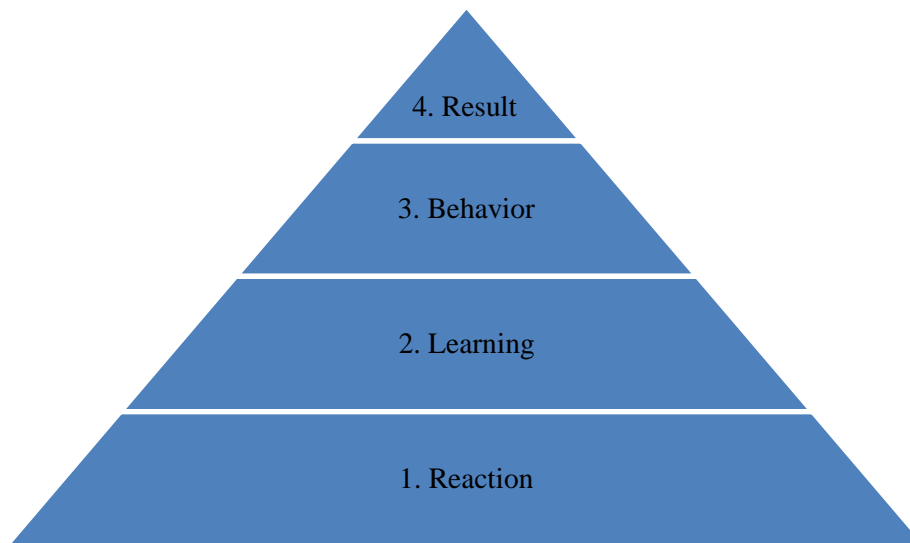 4. Result
3. Behavior
2. Learning
1. Reaction